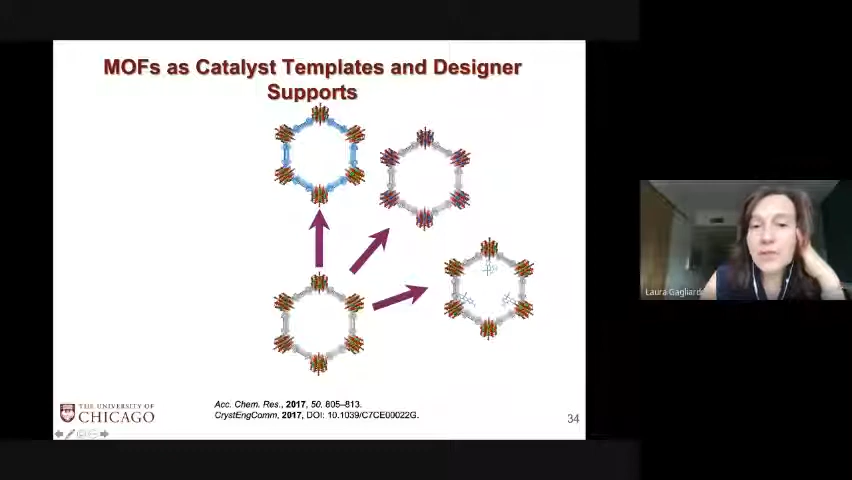 MOFs as Catalyst Templates and Designer
Supports
Laura Gagliardi
THE UNIVERSITY OF
CHICAGO
Acc. Chem. Res., 2017, 50, 805–813.
CrystEngComm, 2017, DOI: 10.1039/C7CE00022G.
34